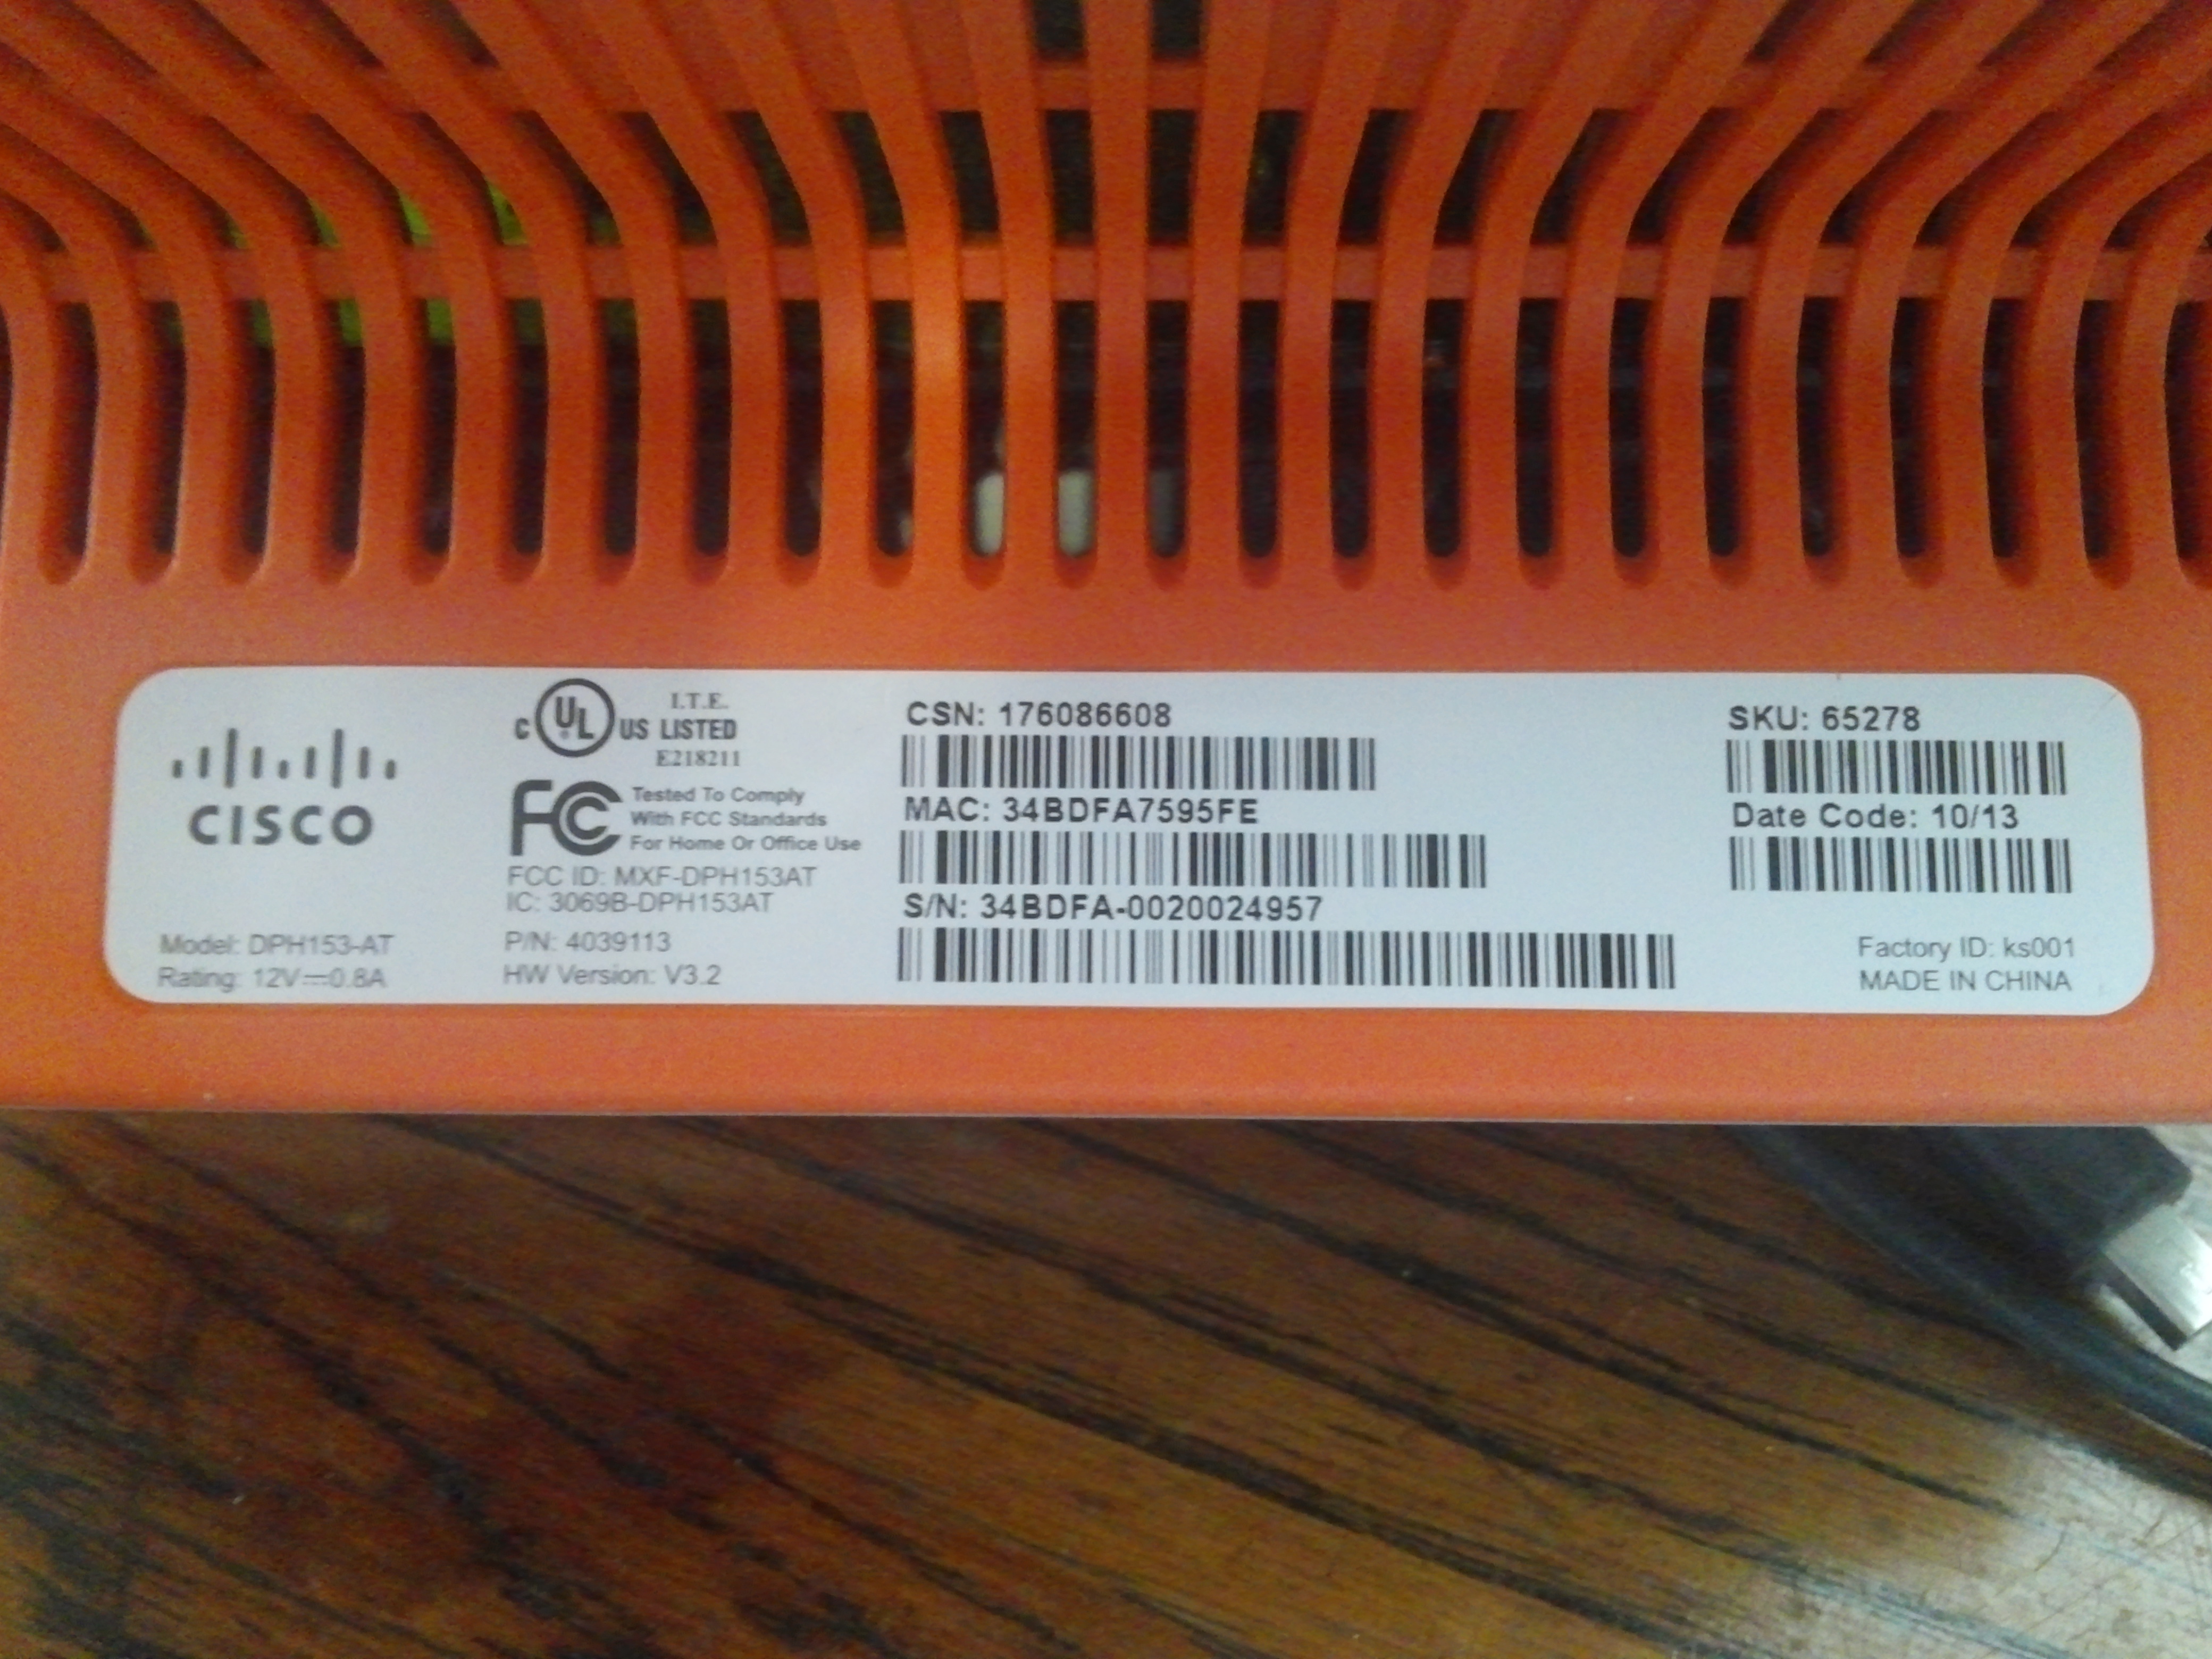 CISCO
Model: DPH153-AT
Rating: 12V⎓0.8A
C UL US LISTED
I.T.E.
E218211
FC Tested To Comply
With FCC Standards
For Home Or Office Use
FCC ID: MXF-DPH153AT
IC: 3069B-DPH153AT
P/N: 4039113
HW Version: V3.2
CSN: 176086608
MAC: 34BDFA7595FE
S/N: 34BDFA-0020024957
SKU: 65278
Date Code: 10/13
Factory ID: ks001
MADE IN CHINA